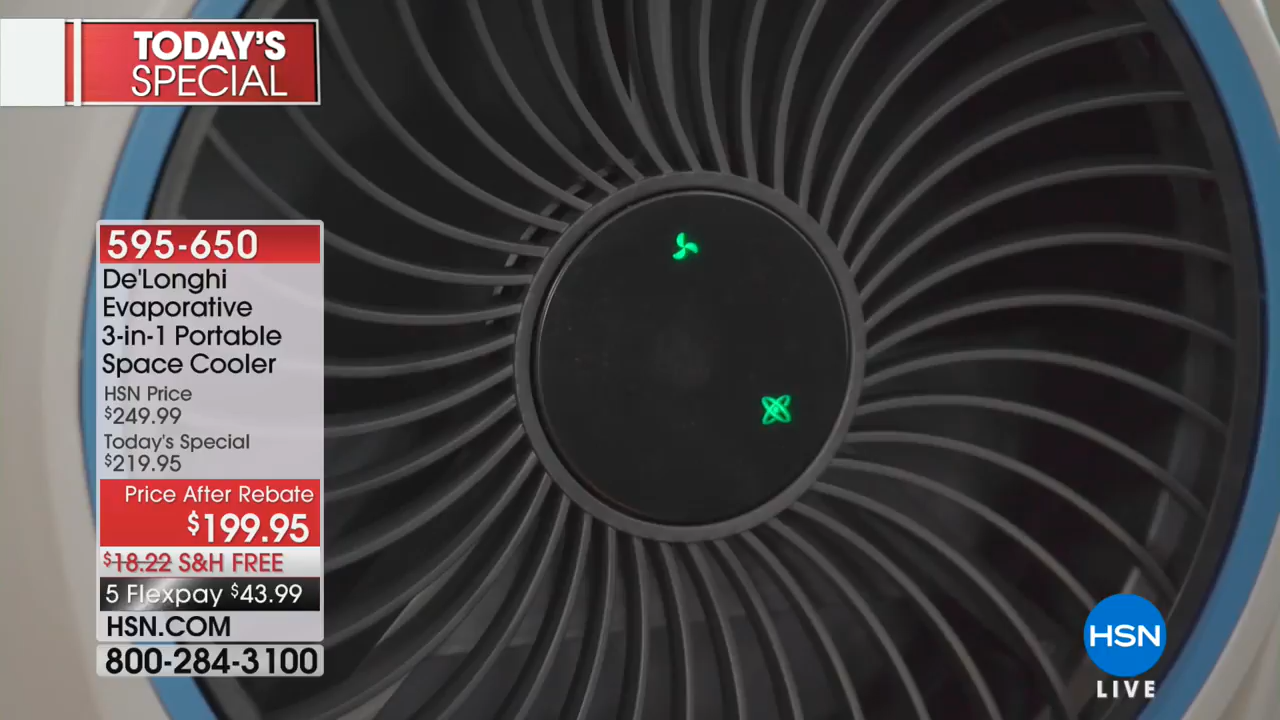 TODAY'S
SPECIAL
595-650
De'Longhi
Evaporative
3-in-1 Portable
Space Cooler
HSN Price
$249.99
Today's Special
$219.95
Price After Rebate
$199.95
$18.22 S&H FREE
5 Flexpay $43.99
HSN.COM
800-284-3100
HSN
LIVE